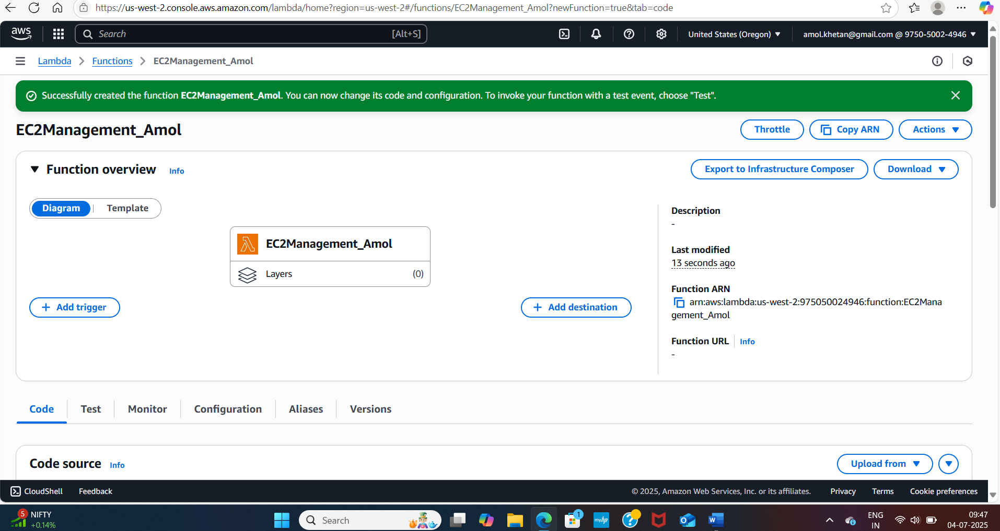 https://us-west-2.console.aws.amazon.com/lambda/home?region=us-west-2#/functions/EC2Management_Amol?newFunction=true&tab=code
aws
Search
[Alt+S]
United States (Oregon)
amol.khetan@gmail.com @ 9750-5002-4946
Lambda
Functions
EC2Management_Amol
Successfully created the function EC2Management_Amol. You can now change its code and configuration. To invoke your function with a test event, choose "Test".
EC2Management_Amol
Throttle
Copy ARN
Actions
Function overview
Info
Export to Infrastructure Composer
Download
Diagram
Template
EC2Management_Amol
Layers
(0)
Add trigger
Add destination
Description
-
Last modified
13 seconds ago
Function ARN
arn:aws:lambda:us-west-2:975050024946:function:EC2Mana
gement_Amol
Function URL
Info
-
Code
Test
Monitor
Configuration
Aliases
Versions
Code source
Info
Upload from
CloudShell
Feedback
© 2025, Amazon Web Services, Inc. or its affiliates.
Privacy
Terms
Cookie preferences
5
NIFTY
+0.14%
Search
1
myhp
ENG
IN
09:47
04-07-2025